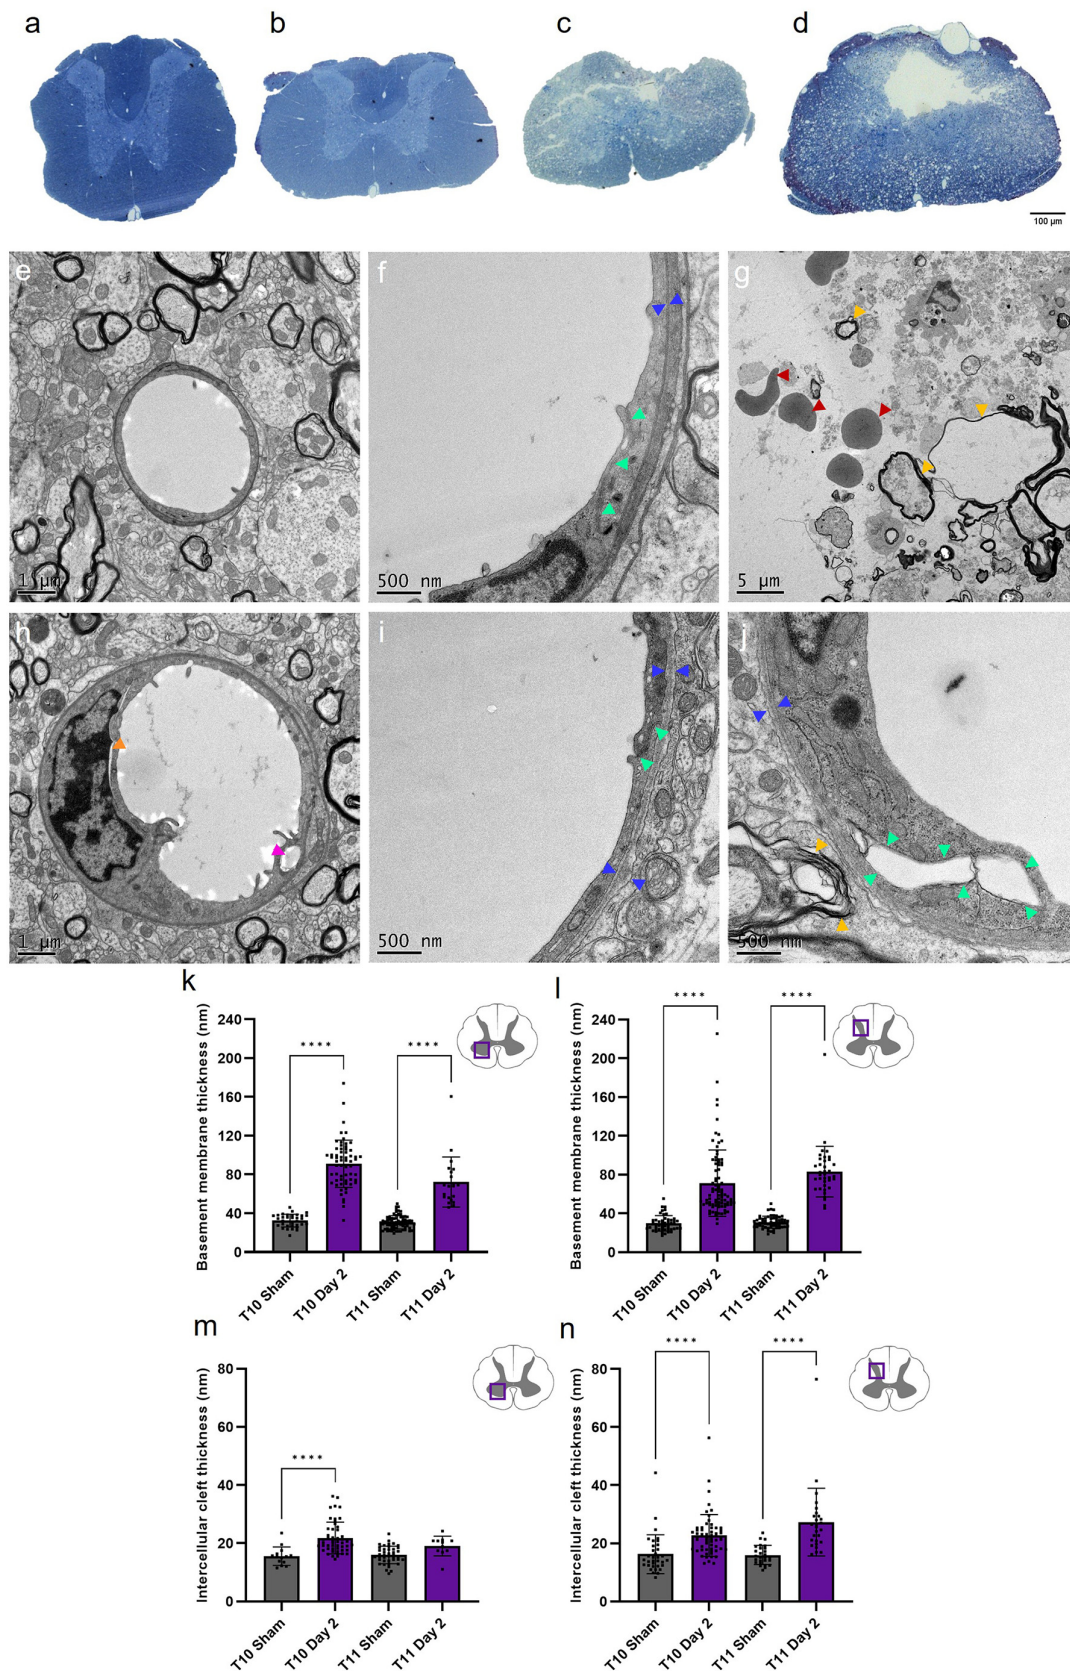 a b c d
100 µm
e f g
1 µm 500 nm 5 µm
h i j
1 µm 500 nm 500 nm
k l
Basement membrane thickness (nm)
240
200
160
120
80
40
0
**** ****
T10 Sham
T10 Day 2
T11 Sham
T11 Day 2
Basement membrane thickness (nm)
240
200
160
120
80
40
0
**** ****
T10 Sham
T10 Day 2
T11 Sham
T11 Day 2
m n
Intercellular cleft thickness (nm)
80
60
40
20
0
****
T10 Sham
T10 Day 2
T11 Sham
T11 Day 2
Intercellular cleft thickness (nm)
80
60
40
20
0
**** ****
T10 Sham
T10 Day 2
T11 Sham
T11 Day 2